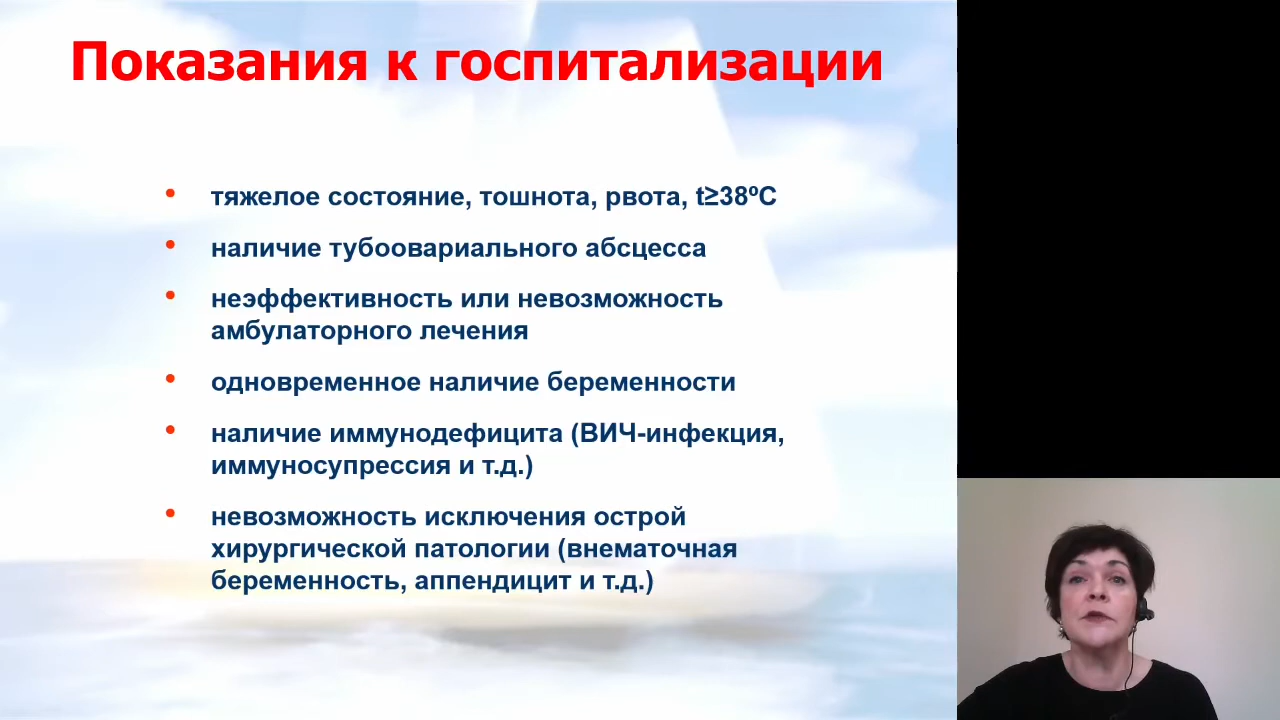 Показания к госпитализации
• тяжелое состояние, тошнота, рвота, t≥38ºC
• наличие тубоовариального абсцесса
• неэффективность или невозможность
амбулаторного лечения
• одновременное наличие беременности
• наличие иммунодефицита (ВИЧ-инфекция,
иммуносупрессия и т.д.)
• невозможность исключения острой
хирургической патологии (внематочная
беременность, аппендицит и т.д.)